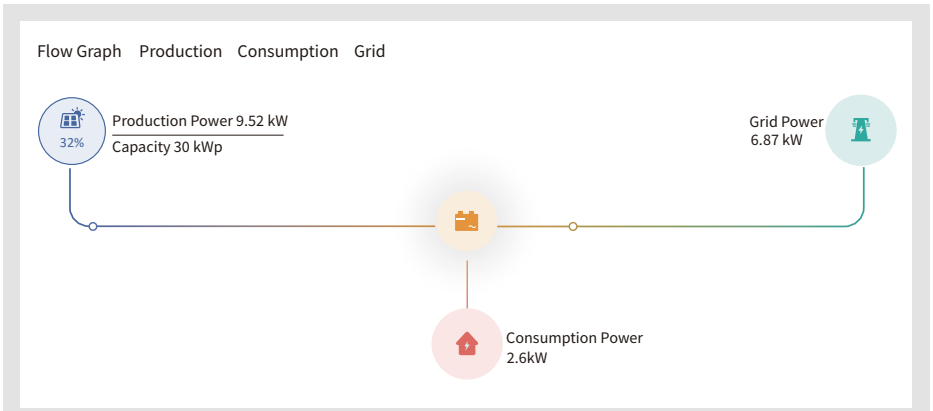 Flow Graph Production Consumption Grid
32%
Production Power 9.52 kW
Capacity 30 kWp
Grid Power
6.87 kW
Consumption Power
2.6kW